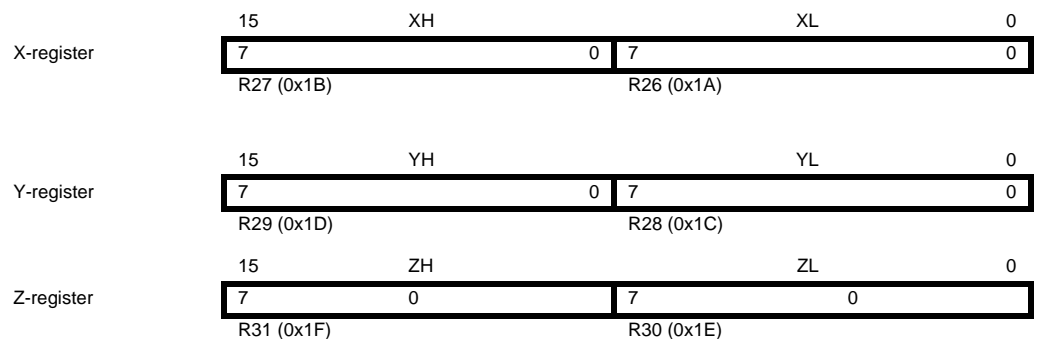 15 XH XL 0
X-register 7 0 7 0
R27 (0x1B) R26 (0x1A)
15 YH YL 0
Y-register 7 0 7 0
R29 (0x1D) R28 (0x1C)
15 ZH ZL 0
Z-register 7 0 7 0
R31 (0x1F) R30 (0x1E)